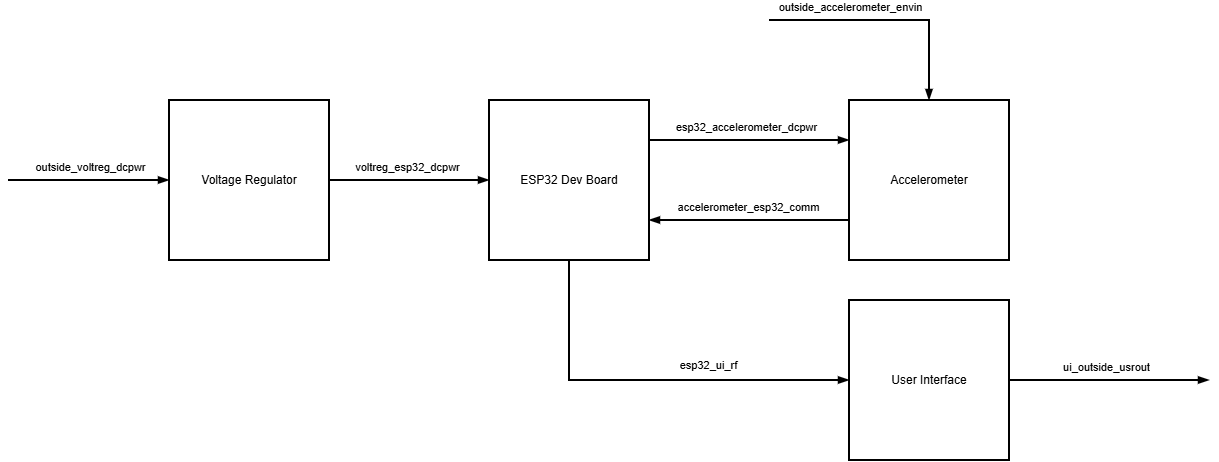 outside_accelerometer_envin
esp32_accelerometer_dcpwr
outside_voltreg_dcpwr
Voltage Regulator
voltreg_esp32_dcpwr
ESP32 Dev Board
Accelerometer
accelerometer_esp32_comm
esp32_ui_rf
User Interface
ui_outside_usrout